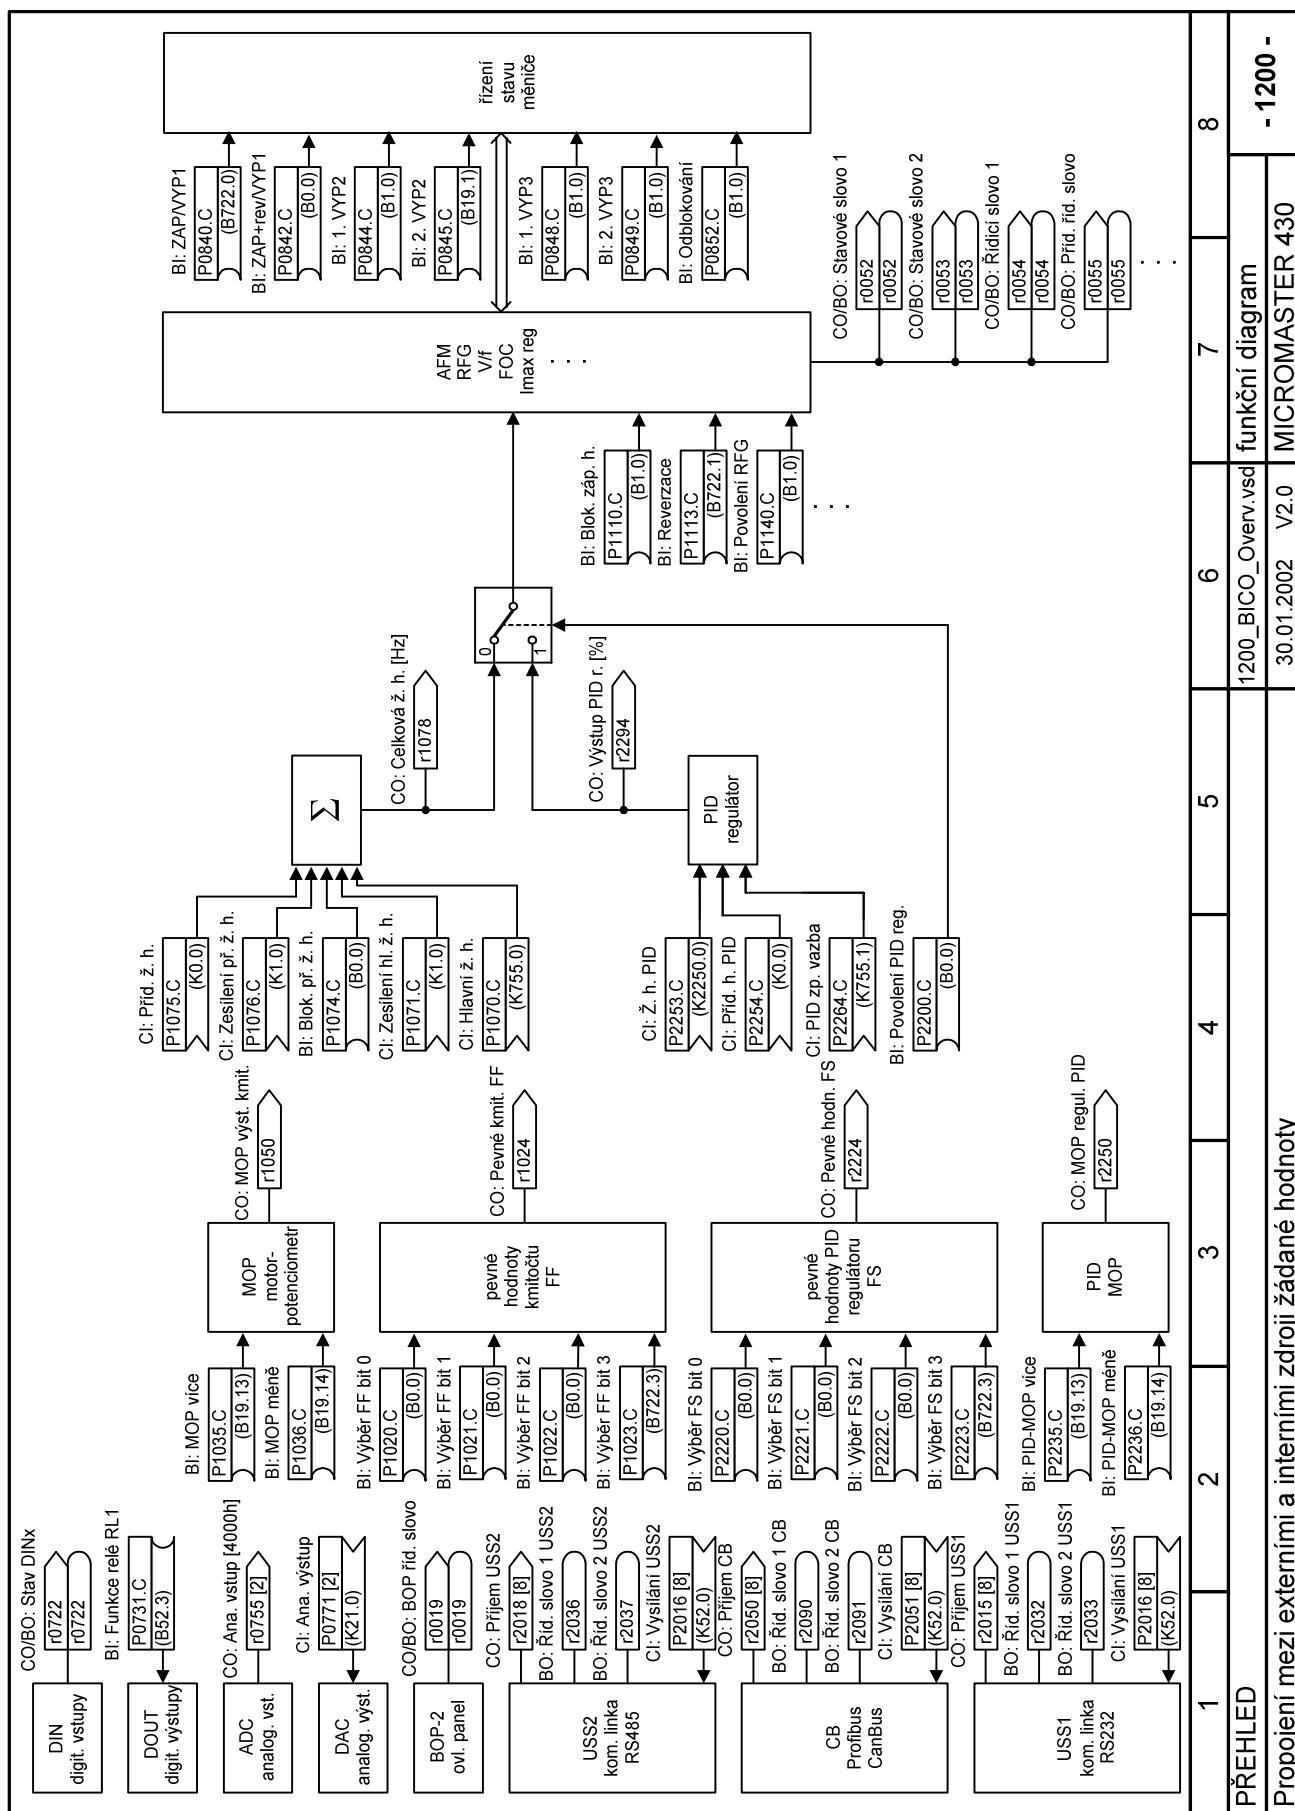 DIN
digit. vstupy
CO/BO: Stav DINx
r0722
r0722
DOUT
digit. výstupy
BI: Funkce relé RL1
P0731.C
(B52.3)
ADC
analog. vst.
CO: Ana. vstup [4000h]
r0755 [2]
DAC
analog. výst.
CI: Ana. výstup
P0771 [2]
(K21.0)
BOP-2
ovl. panel
CO/BO: BOP říd. slovo
r0019
r0019
USS2
kom. linka
RS485
CO: Příjem USS2
r2018 [8]
BO: Říd. slovo 1 USS2
r2036
BO: Říd. slovo 2 USS2
r2037
CI: Vysílání USS2
P2016 [8]
(K52.0)
CB
Profibus
CanBus
CO: Příjem CB
r2050 [8]
BO: Říd. slovo 1 CB
r2090
BO: Říd. slovo 2 CB
r2091
CI: Vysílání CB
P2051 [8]
(K52.0)
USS1
kom. linka
RS232
CO: Příjem USS1
r2015 [8]
BO: Říd. slovo 1 USS1
r2032
BO: Říd. slovo 2 USS1
r2033
CI: Vysílání USS1
P2016 [8]
(K52.0)
BI: MOP více
P1035.C
(B19.13)
BI: MOP méně
P1036.C
(B19.14)
MOP
motor-
potenciometr
CO: MOP výst. kmit.
r1050
BI: Výběr FF bit 0
P1020.C
(B0.0)
BI: Výběr FF bit 1
P1021.C
(B0.0)
BI: Výběr FF bit 2
P1022.C
(B0.0)
BI: Výběr FF bit 3
P1023.C
(B722.3)
pevné
hodnoty
kmitočtu
FF
CO: Pevné kmit. FF
r1024
BI: Výběr FS bit 0
P2220.C
(B0.0)
BI: Výběr FS bit 1
P2221.C
(B0.0)
BI: Výběr FS bit 2
P2222.C
(B0.0)
BI: Výběr FS bit 3
P2223.C
(B722.3)
pevné
hodnoty PID
regulátoru
FS
CO: Pevné hodn. FS
r2224
BI: PID-MOP více
P2235.C
(B19.13)
BI: PID-MOP méně
P2236.C
(B19.14)
PID
MOP
CO: MOP regul. PID
r2250
CI: Příd. ž. h.
P1075.C
(K0.0)
CI: Zesílení př. ž. h.
P1076.C
(K1.0)
BI: Blok. př. ž. h.
P1074.C
(B0.0)
CI: Zesílení hl. ž. h.
P1071.C
(K1.0)
CI: Hlavní ž. h.
P1070.C
(K755.0)
Σ
CO: Celková ž. h. [Hz]
r1078
CI: Ž. h. PID
P2253.C
(K2250.0)
CI: Příd. h. PID
P2254.C
(K0.0)
CI: PID zp. vazba
P2264.C
(K755.1)
BI: Povolení PID reg.
P2200.C
(B0.0)
PID
regulátor
CO: Výstup PID r. [%]
r2294
0
1
BI: Blok. záp. h.
P1110.C
(B1.0)
BI: Reverzace
P1113.C
(B722.1)
BI: Povolení RFG
P1140.C
(B1.0)
. . .
AFM
RFG
V/f
FOC
Imax reg
. . .
BI: ZAP/VYP1
P0840.C
(B722.0)
BI: ZAP+rev/VYP1
P0842.C
(B0.0)
BI: 1. VYP2
P0844.C
(B1.0)
BI: 2. VYP2
P0845.C
(B19.1)
BI: 1. VYP3
P0848.C
(B1.0)
BI: 2. VYP3
P0849.C
(B1.0)
BI: Odblokování
P0852.C
(B1.0)
řízení
stavu
měniče
CO/BO: Stavové slovo 1
r0052
r0052
CO/BO: Stavové slovo 2
r0053
r0053
CO/BO: Řídicí slovo 1
r0054
r0054
CO/BO: Příd. říd. slovo
r0055
r0055
. . .
1 2 3 4 5 6 7 8
PŘEHLED
1200_BICO_Overv.vsd
funkční diagram
- 1200 -
Propojení mezi externími a interními zdroji žádané hodnoty
30.01.2002 V2.0
MICROMASTER 430